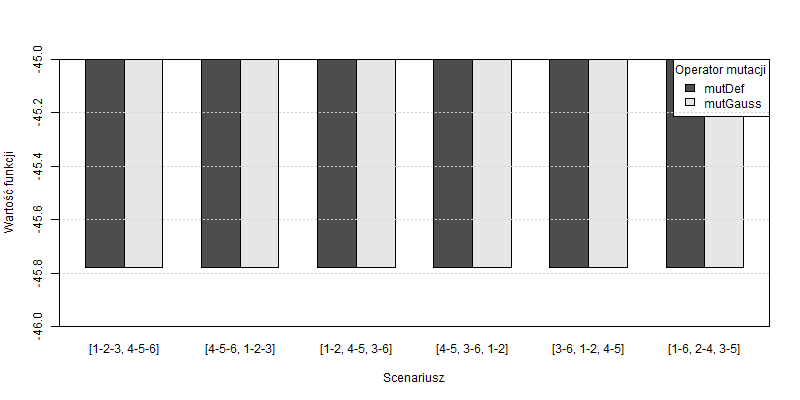 Operator mutacji
mutDef
mutGauss
Wartość funkcji
-45.0
-45.2
-45.4
-45.6
-45.8
-46.0
[1-2-3, 4-5-6]
[4-5-6, 1-2-3]
[1-2, 4-5, 3-6]
[4-5, 3-6, 1-2]
[3-6, 1-2, 4-5]
[1-6, 2-4, 3-5]
Scenariusz